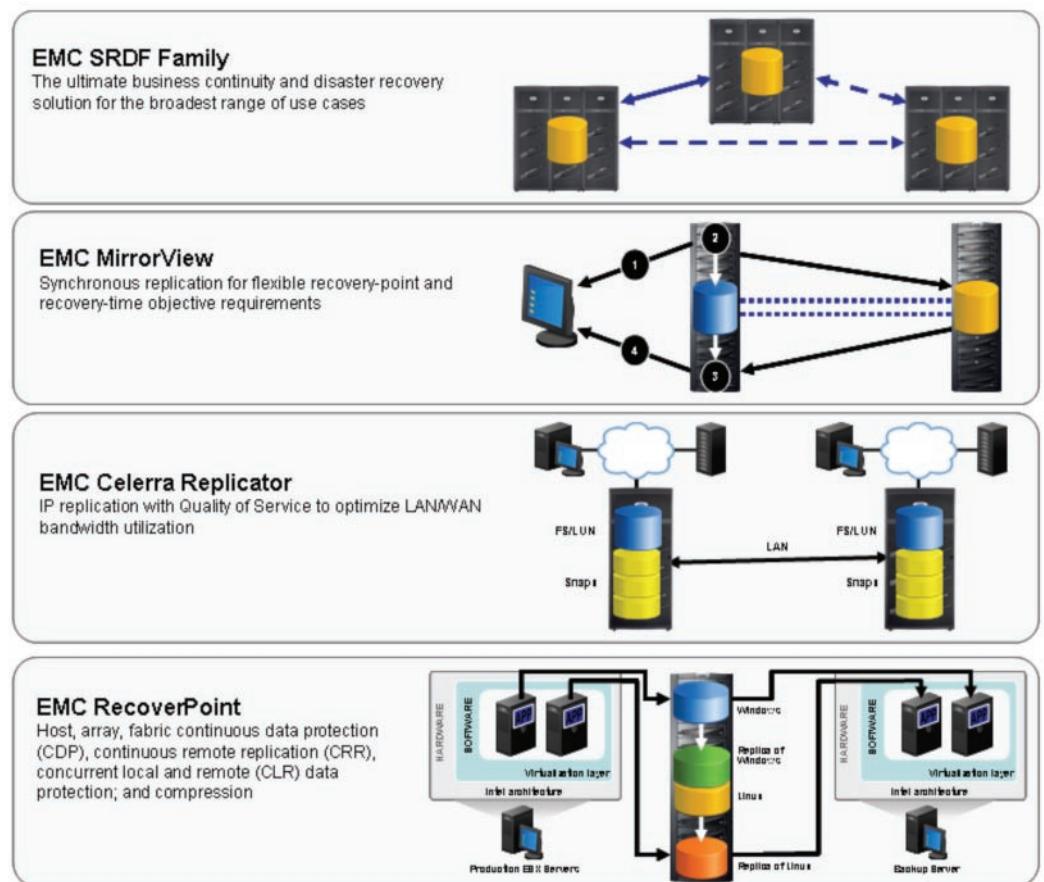 EMC SRDF Family
The ultimate business continuity and disaster recovery
solution for the broadest range of use cases
EMC MirrorView
Synchronous replication for flexible recovery-point and
recovery-time objective requirements
1
2
4
3
EMC Celerra Replicator
IP replication with Quality of Service to optimize LAN/WAN
bandwidth utilization
FS/LUN
FS/LUN
LAN
Snaps
Snaps
EMC RecoverPoint
Host, array, fabric continuous data protection
(CDP), continuous remote replication (CRR),
concurrent local and remote (CLR) data
protection; and compression
HARDWARE
SOFTWARE
APP
APP
Virtualization layer
Intel architecture
Production ESX Servers
Windows
Replica of
Windows
Linux
Replica of Linux
HARDWARE
SOFTWARE
APP
APP
Virtualization layer
Intel architecture
Backup Server